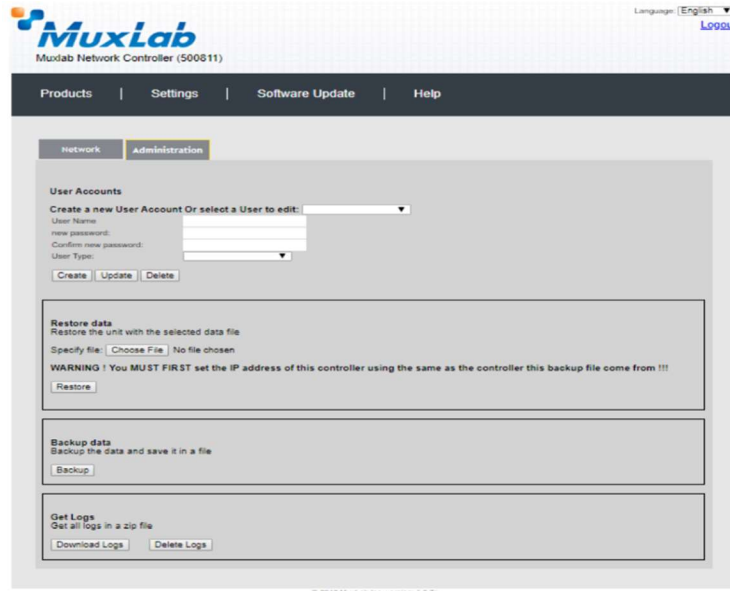 Language: English
Logou
MuxLab
Muxlab Network Controller (500811)
Products | Settings | Software Update | Help
Network Administration
User Accounts
Create a new User Account Or select a User to edit:
User Name
new password:
Confirm new password:
User Type:
Create Update Delete
Restore data
Restore the unit with the selected data file
Specify file: Choose File No file chosen
WARNING ! You MUST FIRST set the IP address of this controller using the same as the controller this backup file come from !!!
Restore
Backup data
Backup the data and save it in a file
Backup
Get Logs
Get all logs in a zip file
Download Logs Delete Logs